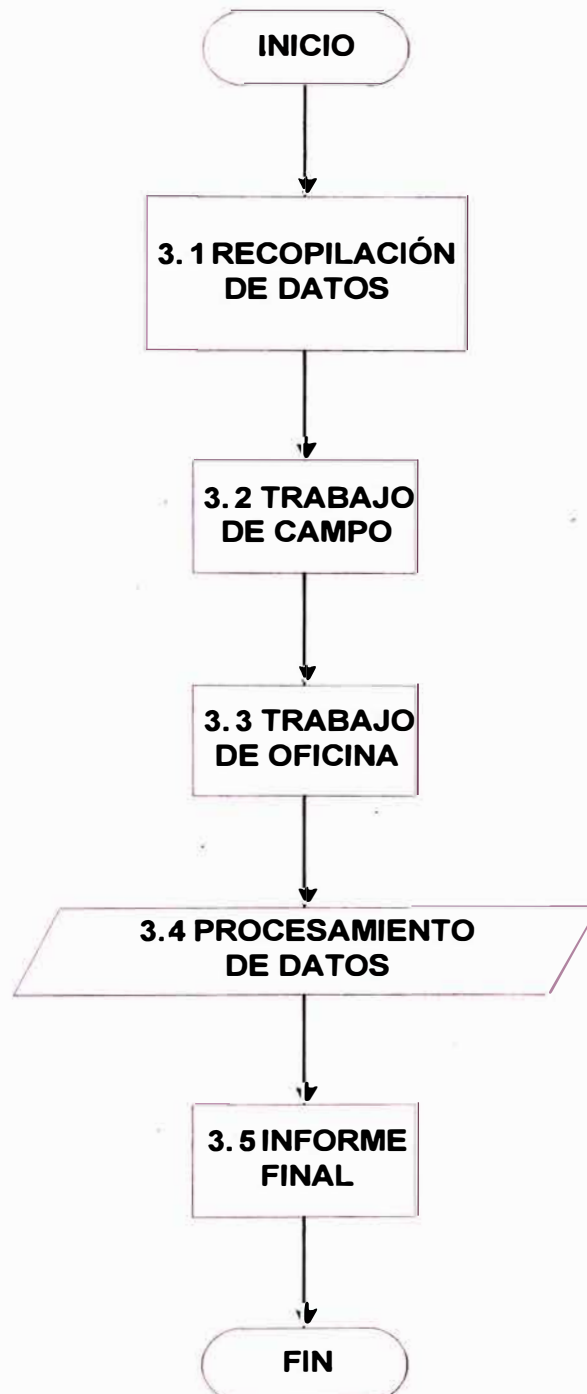 INICIO
3.1 RECOPILACIÓN
DE DATOS
3.2 TRABAJO
DE CAMPO
3.3 TRABAJO
DE OFICINA
3.4 PROCESAMIENTO
DE DATOS
3.5 INFORME
FINAL
FIN